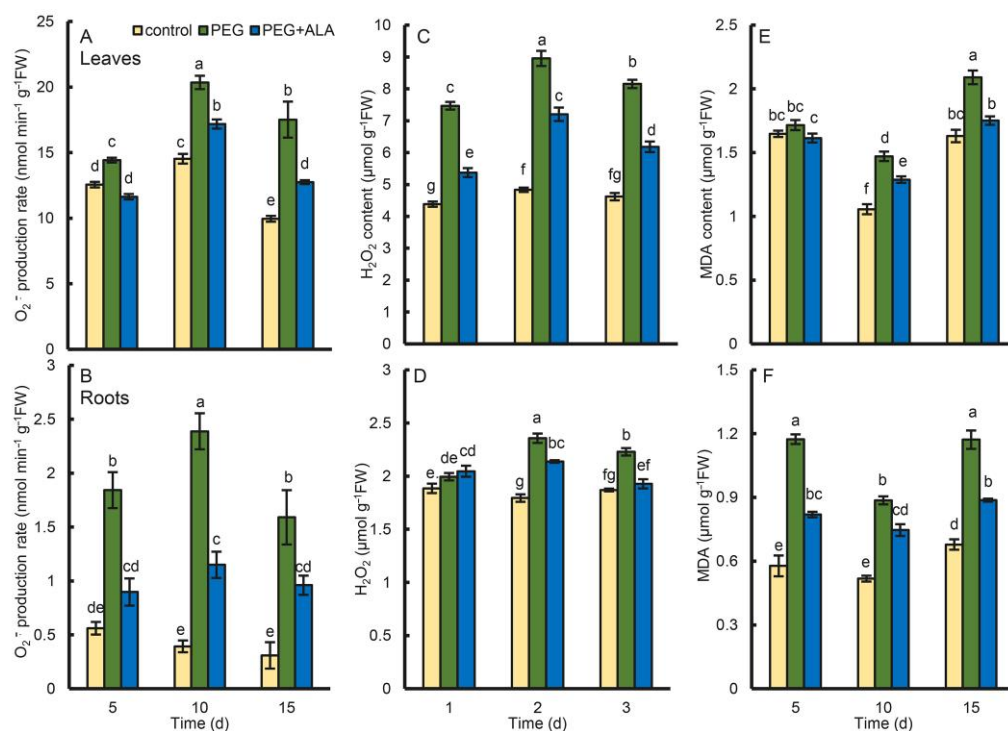 A
control PEG PEG+ALA
Leaves
O₂⁻ production rate (nmol min⁻¹ g⁻¹FW)
25
20
15
10
5
0
d c d
c a b
e b d
C
H₂O₂ content (μmol g⁻¹FW)
10
9
8
7
6
5
4
3
2
1
0
g c e
f a c
fg b d
E
MDA content (μmol g⁻¹FW)
2.5
2
1.5
1
0.5
0
bc bc c
f d e
bc a b
B
Roots
O₂⁻ production rate (nmol min⁻¹ g⁻¹FW)
3
2.5
2
1.5
1
0.5
0
de b cd
e a c
e b cd
5 10 15
Time (d)
D
H₂O₂ (μmol g⁻¹FW)
3
2.5
2
1.5
1
0.5
0
e de cd
g a bc
fg b ef
1 2 3
Time (d)
F
MDA (μmol g⁻¹FW)
1.5
1.2
0.9
0.6
0.3
0
e a bc
e b cd
d a b
5 10 15
Time (d)